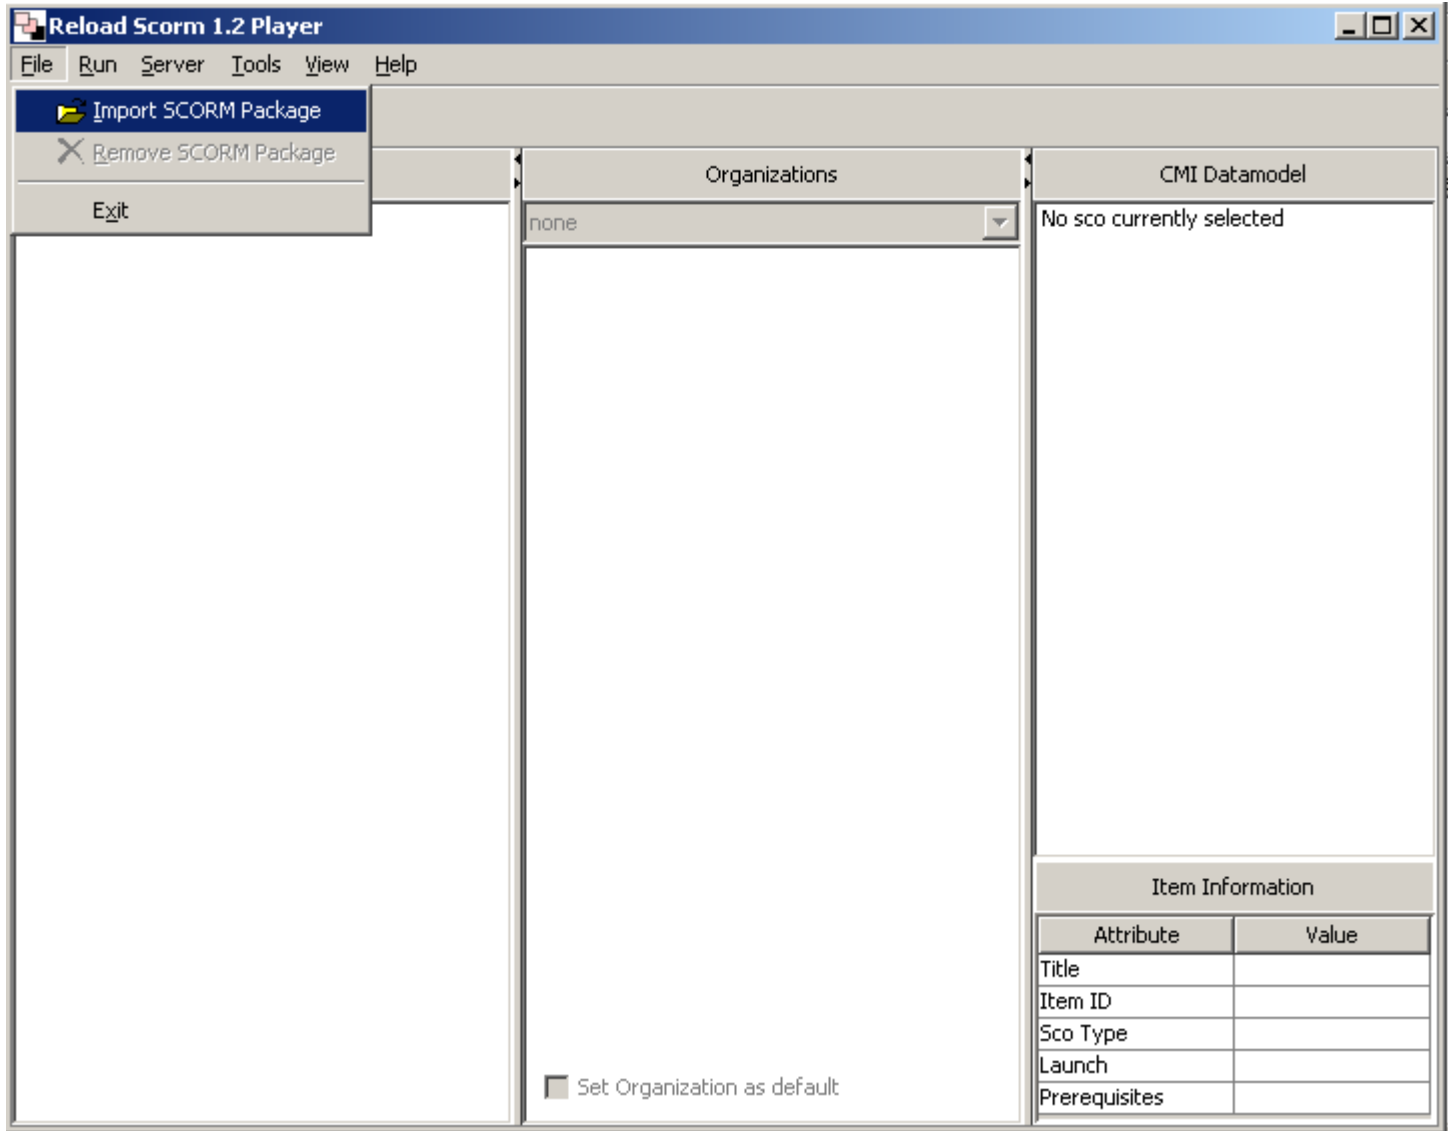 Reload Scorm 1.2 Player
File Run Server Tools View Help
Import SCORM Package
Remove SCORM Package
Exit
Organizations
none
Set Organization as default
CMI Datamodel
No sco currently selected
Item Information
Attribute Value
Title
Item ID
Sco Type
Launch
Prerequisites